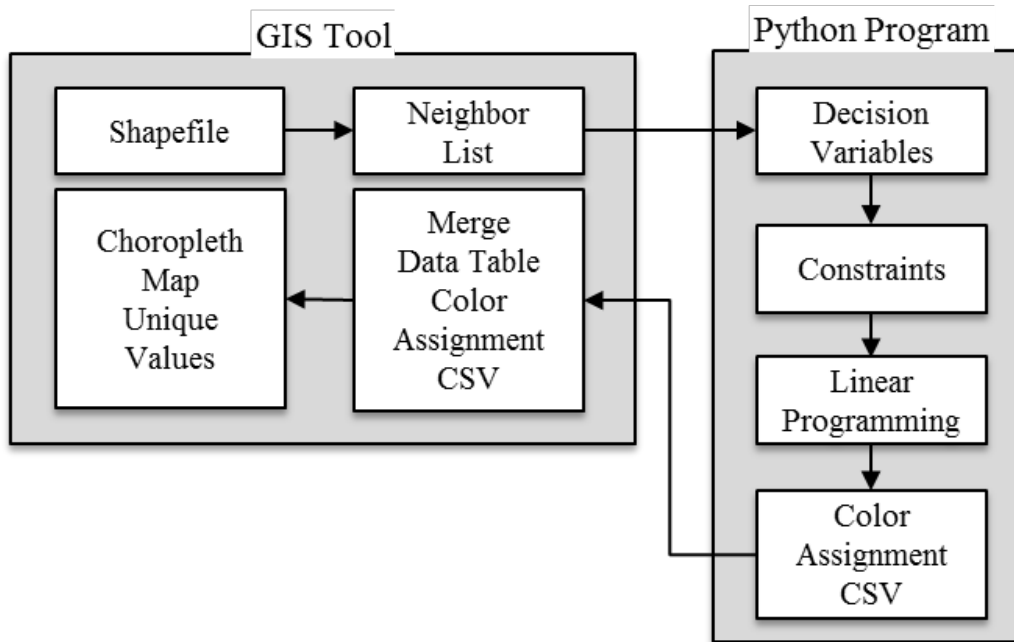 GIS Tool
Python Program
Shapefile
Neighbor
List
Decision
Variables
Choropleth
Map
Unique
Values
Merge
Data Table
Color
Assignment
CSV
Constraints
Linear
Programming
Color
Assignment
CSV